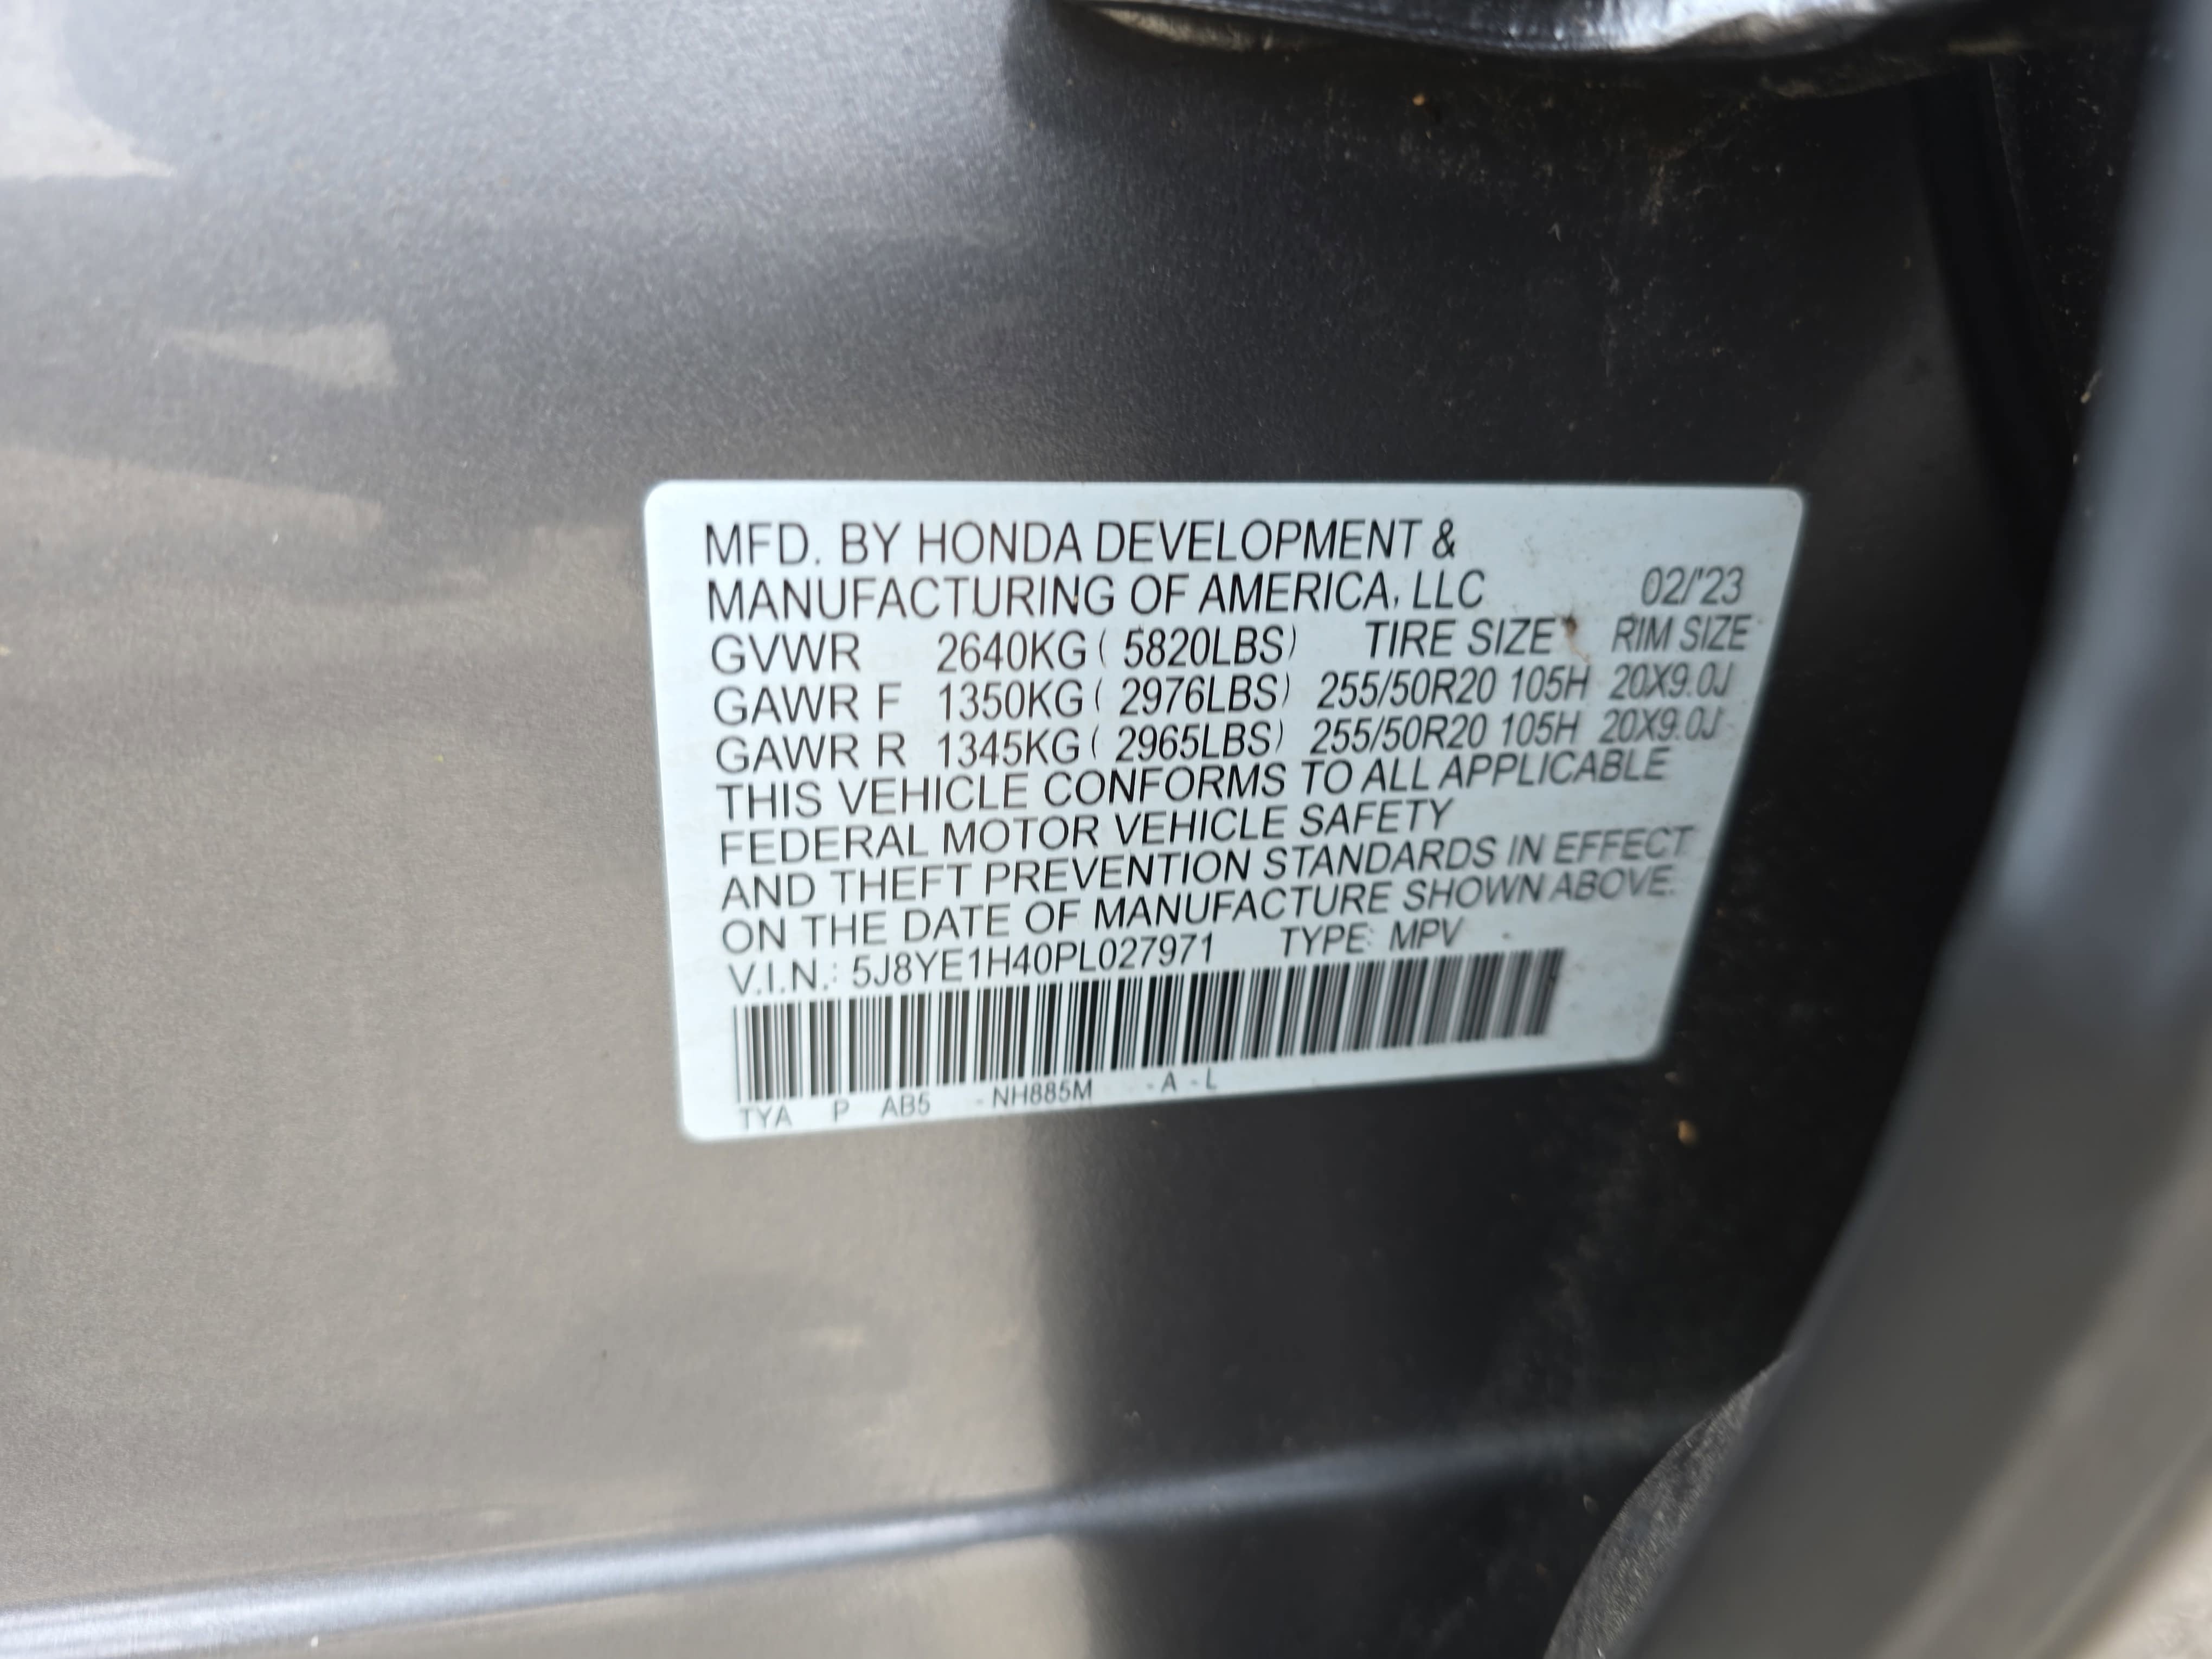 MFD. BY HONDA DEVELOPMENT &
MANUFACTURING OF AMERICA, LLC 02/'23
GVWR 2640KG ( 5820LBS) TIRE SIZE RIM SIZE
GAWR F 1350KG ( 2976LBS) 255/50R20 105H 20X9.0J
GAWR R 1345KG ( 2965LBS) 255/50R20 105H 20X9.0J
THIS VEHICLE CONFORMS TO ALL APPLICABLE
FEDERAL MOTOR VEHICLE SAFETY
AND THEFT PREVENTION STANDARDS IN EFFECT
ON THE DATE OF MANUFACTURE SHOWN ABOVE.
V.I.N.: 5J8YE1H40PL027971 TYPE: MPV
TYA P AB5 -NH885M -A -L